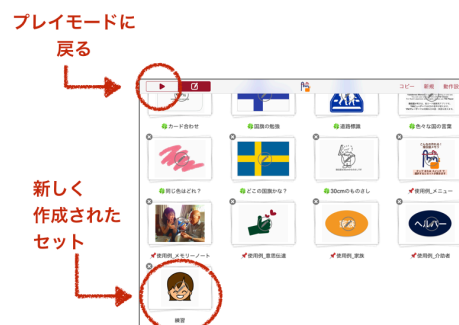 プレイモードに
戻る
コピー 新規 動作設
カード合わせ
国旗の勉強
道路標識
色々な国の言葉
同じ色はどれ?
どこの国旗かな?
30cmのものさし
使用例_メニュー
新しく
作成された
セット
ヘルパー
使用例_メモリーノート
使用例_意思伝達
使用例_家族
使用例_介助者
練習